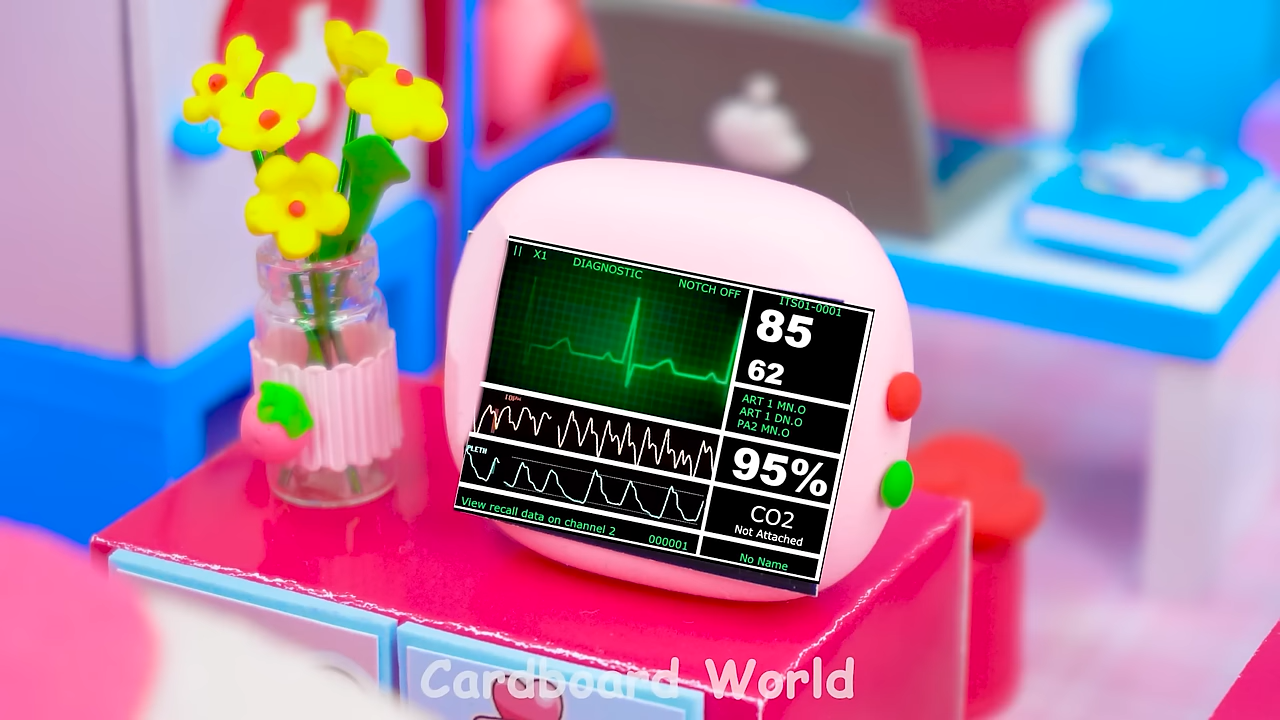 || X1 DIAGNOSTIC NOTCH OFF
ITS01-0001
85
62
ART 1 MN.O
ART 1 DN.O
PA2 MN.O
95%
PLETH
CO2
Not Attached
View recall data on channel 2 000001
No Name
Cardboard World